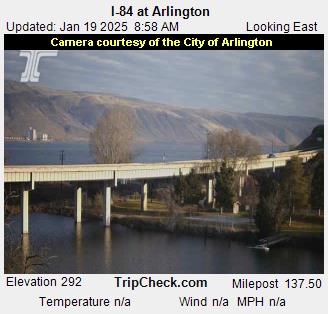 I-84 at Arlington
Updated: Jan 19 2025 8:58 AM Looking East
Camera courtesy of the City of Arlington
Elevation 292 TripCheck.com Milepost 137.50
Temperature n/a Wind n/a MPH n/a